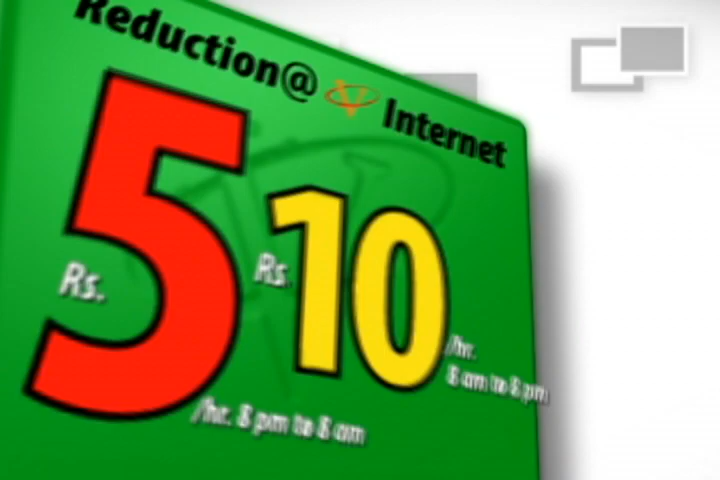 Reduction@ V Internet
Rs. 5 /hr. 8 pm to 8 am
Rs. 10 /hr. 8 am to 8 pm